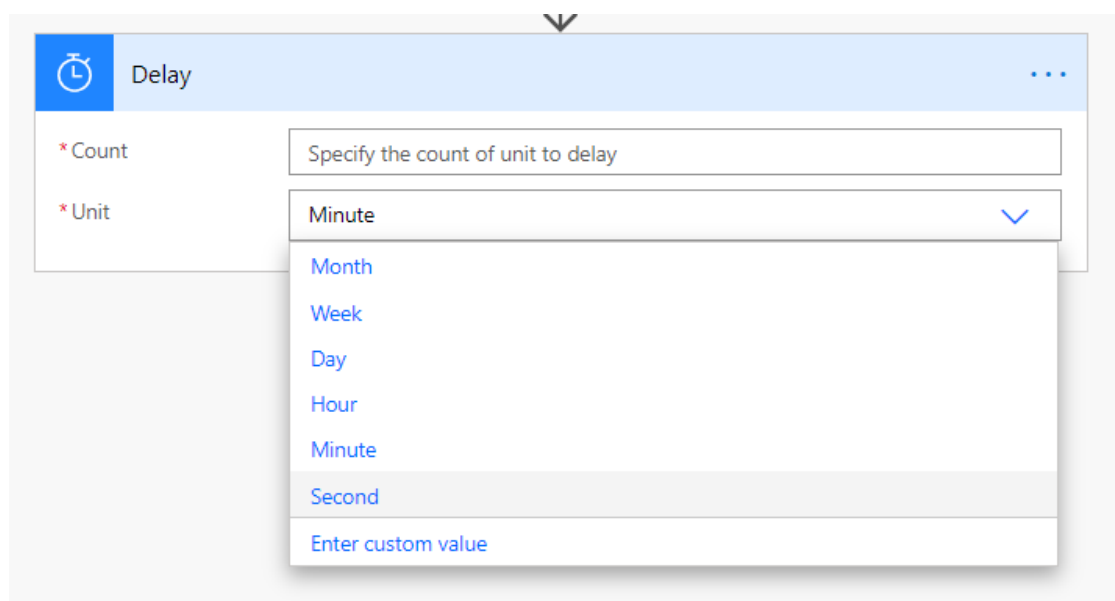 Delay
* Count
Specify the count of unit to delay
* Unit
Minute
Month
Week
Day
Hour
Minute
Second
Enter custom value